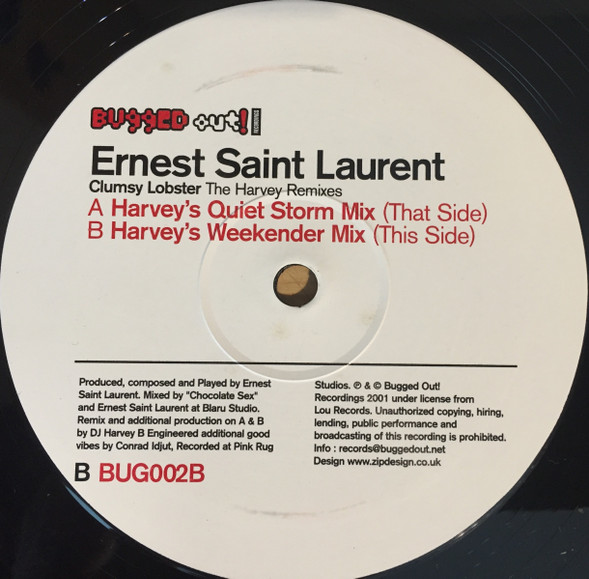 BUGGED out! RECORDINGS
Ernest Saint Laurent
Clumsy Lobster The Harvey Remixes
A Harvey's Quiet Storm Mix (That Side)
B Harvey's Weekender Mix (This Side)
Produced, composed and Played by Ernest
Saint Laurent. Mixed by "Chocolate Sex"
and Ernest Saint Laurent at Blaru Studio.
Remix and additional production on A & B
by DJ Harvey B Engineered additional good
vibes by Conrad Idjut, Recorded at Pink Rug
Studios. ℗ & © Bugged Out!
Recordings 2001 under license from
Lou Records. Unauthorized copying, hiring,
lending, public performance and
broadcasting of this recording is prohibited.
Info : records@buggedout.net
Design www.zipdesign.co.uk
B BUG002B